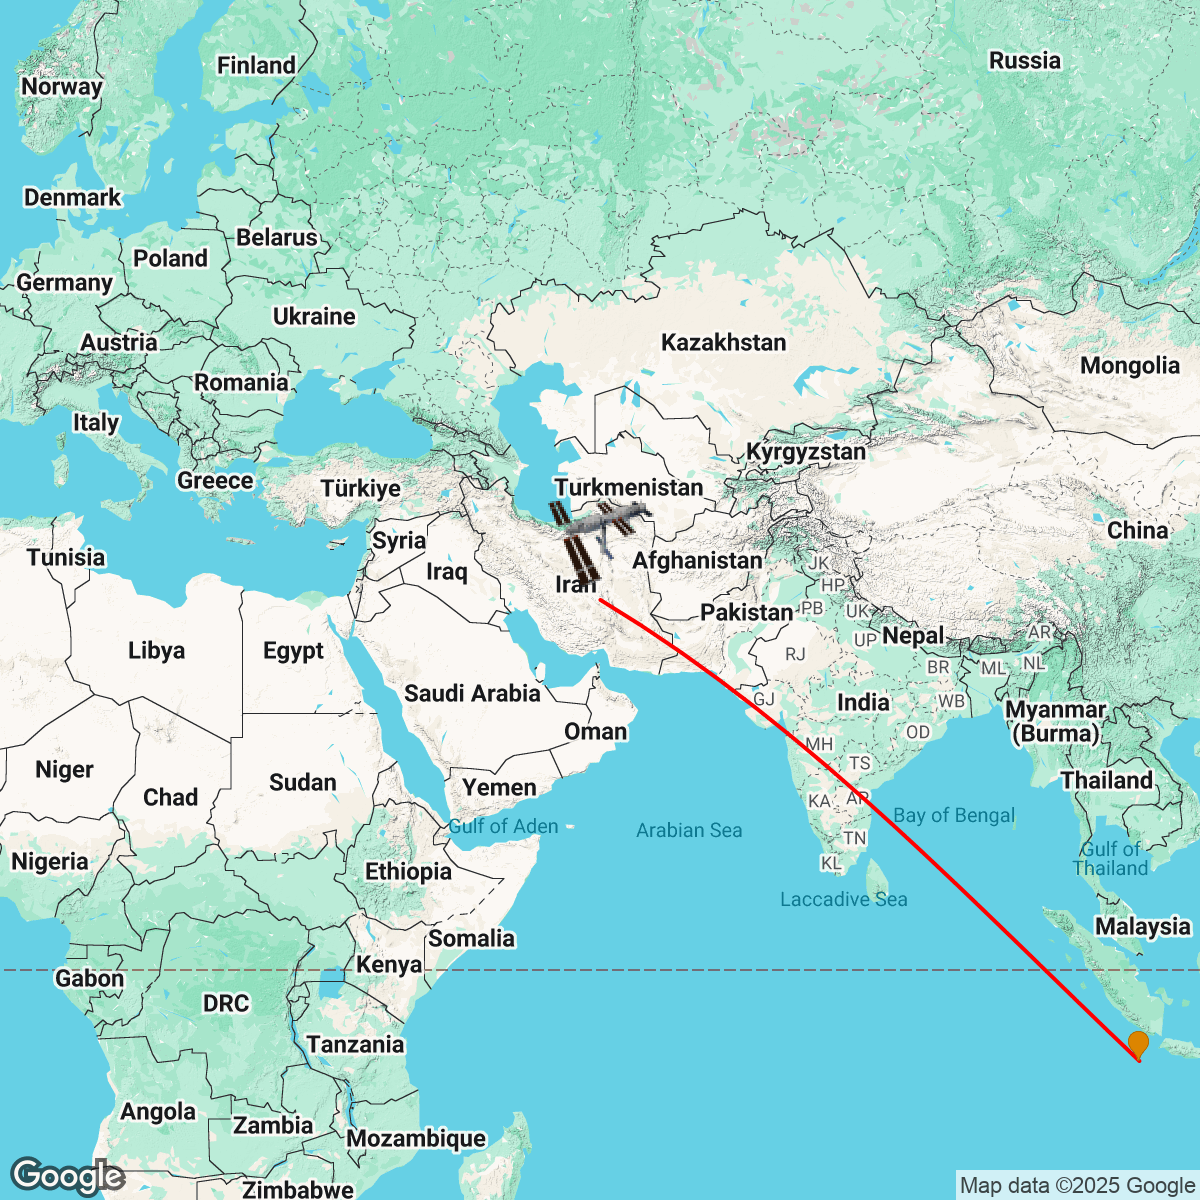 Russia
Finland
Norway
Denmark
Belarus
Poland
Germany
Ukraine
Austria
Kazakhstan
Mongolia
Romania
Italy
Kyrgyzstan
Greece
Türkiye
Turkmenistan
China
Syria
Tunisia
Iraq
Afghanistan
JK
Iran
HP
Pakistan
PB
UK
AR
Nepal
UP
Libya
Egypt
RJ
BR
ML
NL
Saudi Arabia
GJ
India
WB
Myanmar
(Burma)
Oman
OD
MH
Niger
TS
Sudan
Thailand
Yemen
Chad
KA
AP
Bay of Bengal
Gulf of Aden
Arabian Sea
TN
Gulf of
Thailand
Nigeria
KL
Ethiopia
Laccadive Sea
Malaysia
Somalia
Kenya
Gabon
DRC
Tanzania
Angola
Zambia
Mozambique
Google
Zimbabwe
Map data ©2025 Google